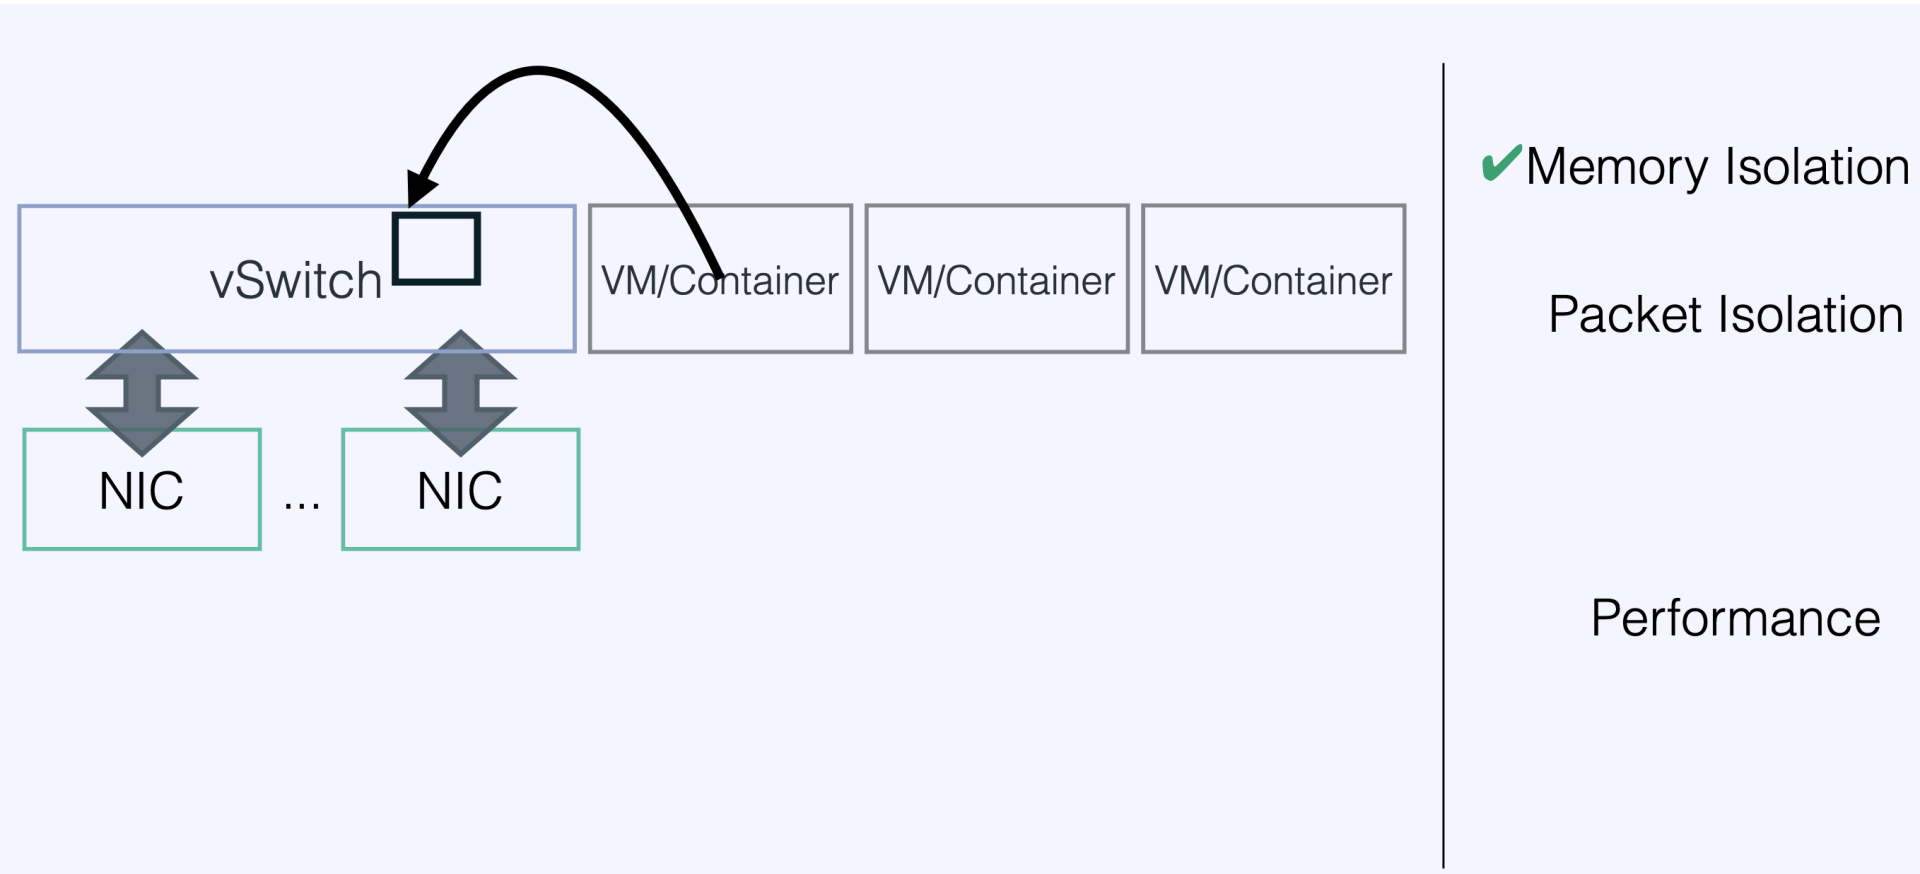 vSwitch
VM/Container
VM/Container
VM/Container
NIC
...
NIC
✔Memory Isolation
Packet Isolation
Performance